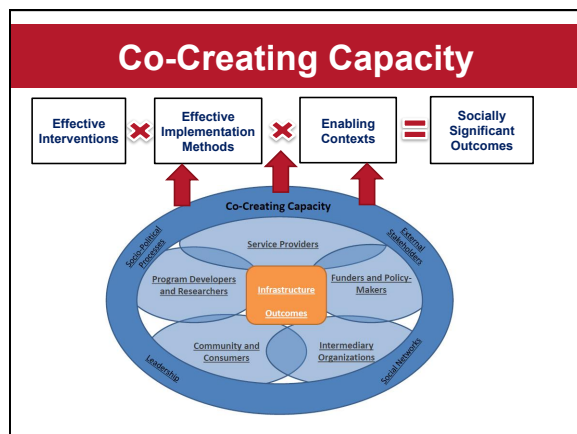 Co-Creating Capacity
Effective
Interventions
Effective
Implementation
Methods
Enabling
Contexts
Socially
Significant
Outcomes
Co-Creating Capacity
Socio-Political
Processes
External
Stakeholders
Service Providers
Program Developers
and Researchers
Funders and Policy-
Makers
Infrastructure
Outcomes
Community and
Consumers
Intermediary
Organizations
Leadership
Social Networks